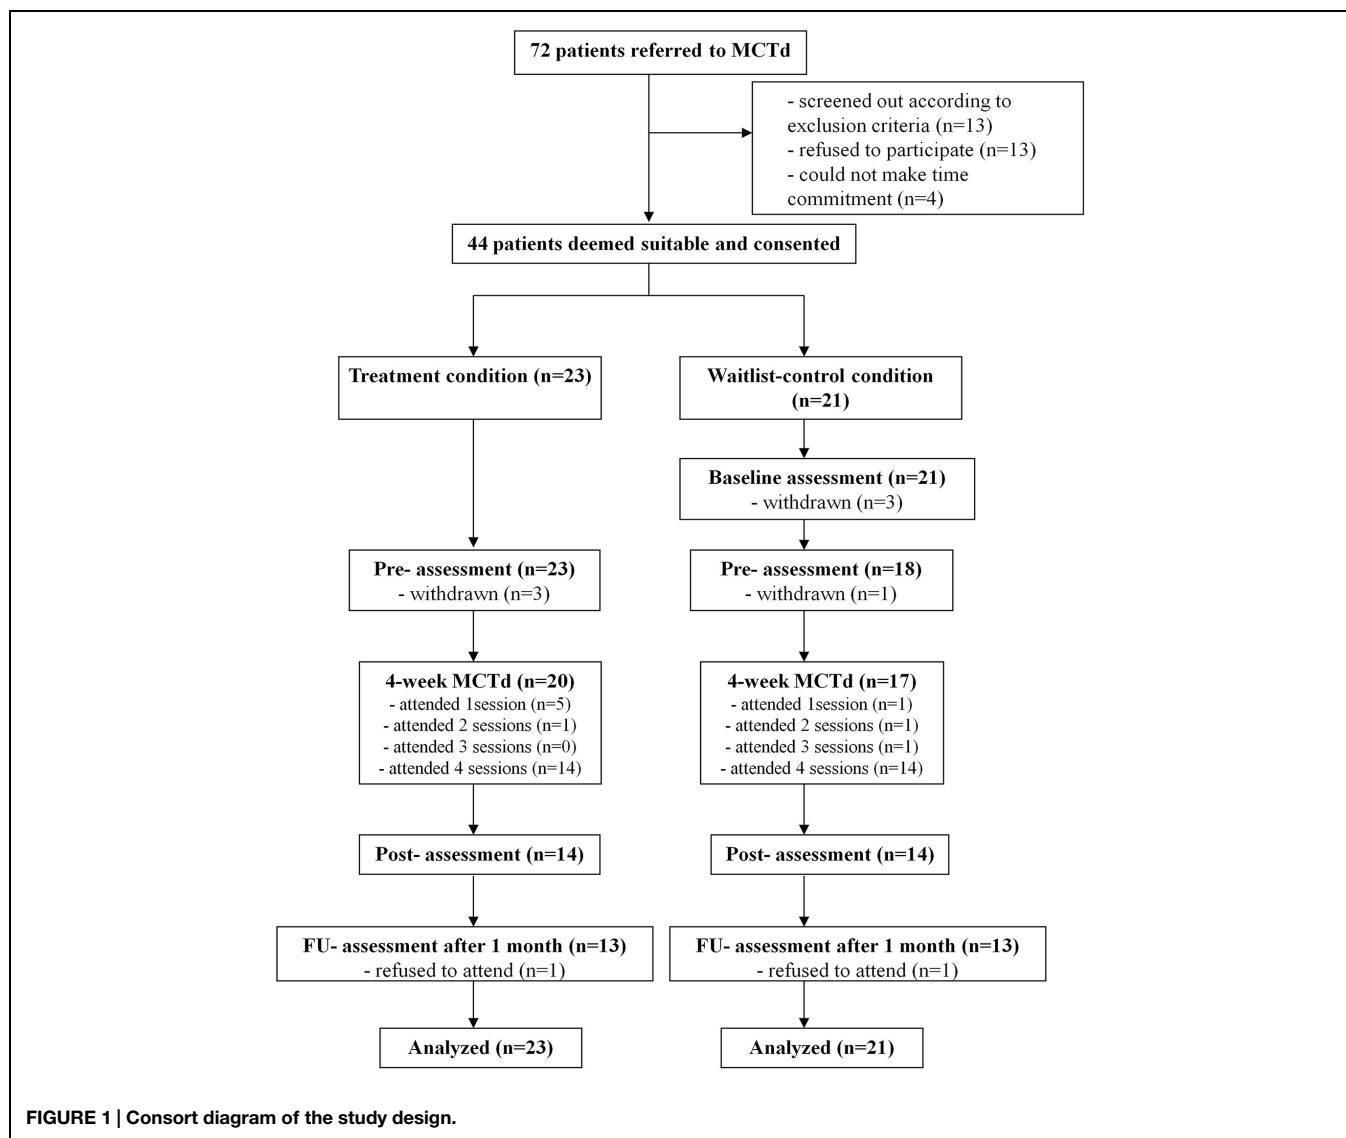 72 patients referred to MCTd
- screened out according to
exclusion criteria (n=13)
- refused to participate (n=13)
- could not make time
commitment (n=4)
44 patients deemed suitable and consented
Treatment condition (n=23)
Waitlist-control condition
(n=21)
Baseline assessment (n=21)
- withdrawn (n=3)
Pre- assessment (n=23)
- withdrawn (n=3)
Pre- assessment (n=18)
- withdrawn (n=1)
4-week MCTd (n=20)
- attended 1session (n=5)
- attended 2 sessions (n=1)
- attended 3 sessions (n=0)
- attended 4 sessions (n=14)
4-week MCTd (n=17)
- attended 1session (n=1)
- attended 2 sessions (n=1)
- attended 3 sessions (n=1)
- attended 4 sessions (n=14)
Post- assessment (n=14)
Post- assessment (n=14)
FU- assessment after 1 month (n=13)
- refused to attend (n=1)
FU- assessment after 1 month (n=13)
- refused to attend (n=1)
Analyzed (n=23)
Analyzed (n=21)
FIGURE 1 | Consort diagram of the study design.